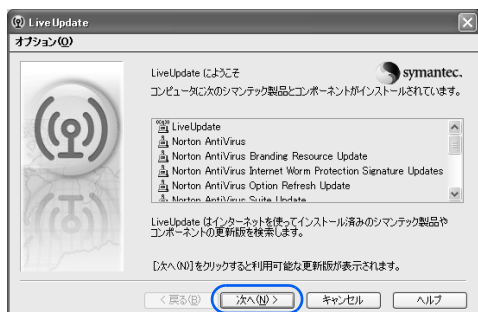 LiveUpdate
オプション(O)
LiveUpdate にようこそ
symantec.
コンピュータに次のシマンテック製品とコンポーネントがインストールされています。
LiveUpdate
Norton AntiVirus
Norton AntiVirus Branding Resource Update
Norton AntiVirus Internet Worm Protection Signature Updates
Norton AntiVirus Option Refresh Update
Norton AntiVirus Suite Update
LiveUpdate はインターネットを使ってインストール済みのシマンテック製品や
コンポーネントの更新版を検索します。
[次へ(N)]をクリックすると利用可能な更新版が表示されます。
< 戻る(B)
次へ(N) >
キャンセル
ヘルプ